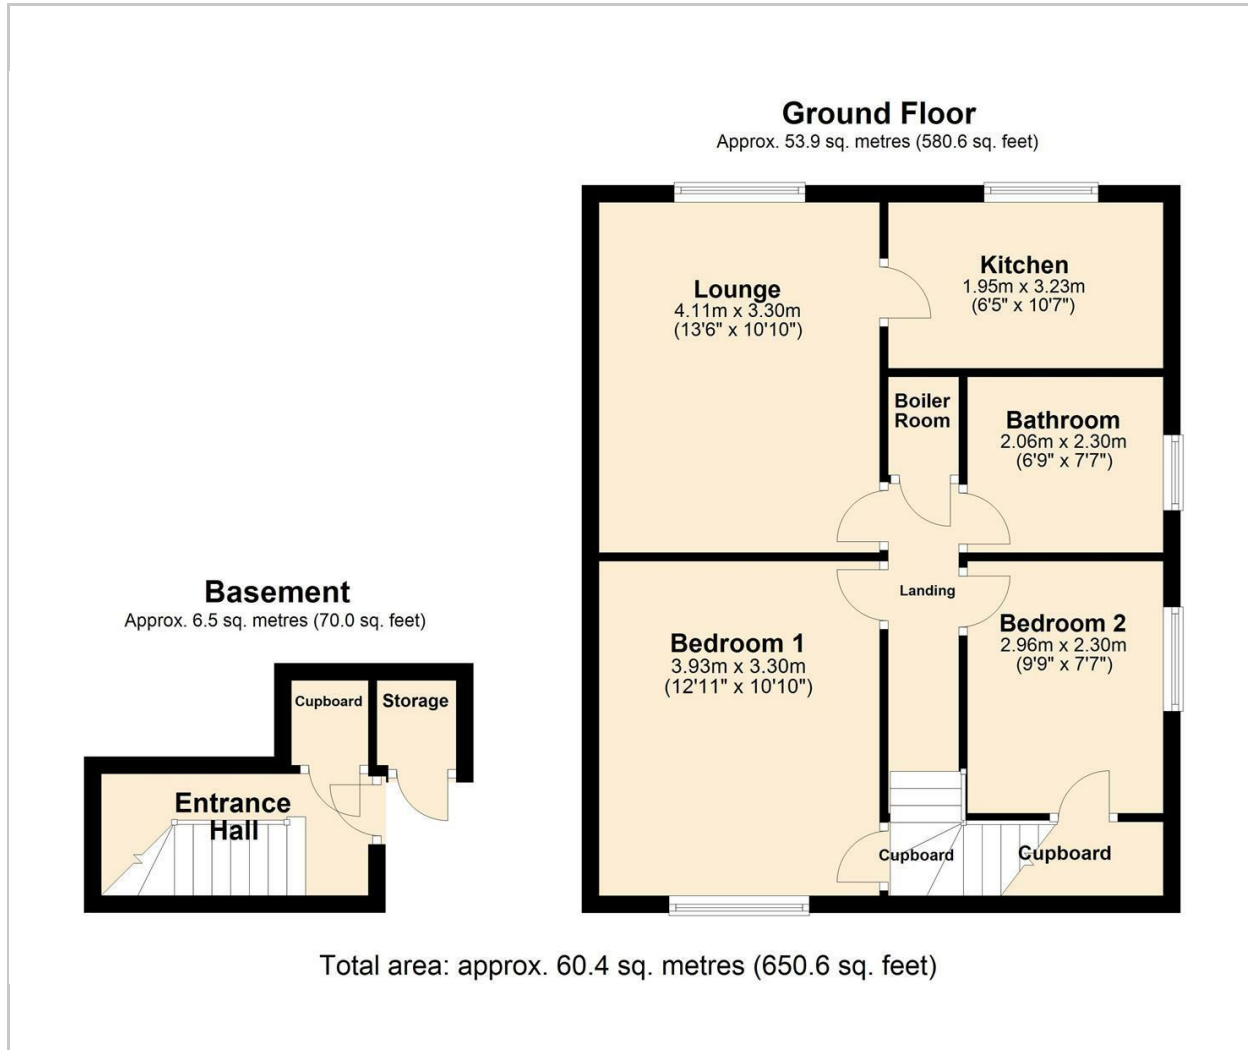 Ground Floor
Approx. 53.9 sq. metres (580.6 sq. feet)
Lounge
4.11m x 3.30m
(13'6" x 10'10")
Kitchen
1.95m x 3.23m
(6'5" x 10'7")
Boiler
Room
Bathroom
2.06m x 2.30m
(6'9" x 7'7")
Landing
Bedroom 1
3.93m x 3.30m
(12'11" x 10'10")
Bedroom 2
2.96m x 2.30m
(9'9" x 7'7")
Cupboard
Cupboard
Basement
Approx. 6.5 sq. metres (70.0 sq. feet)
Cupboard
Storage
Entrance
Hall
Total area: approx. 60.4 sq. metres (650.6 sq. feet)